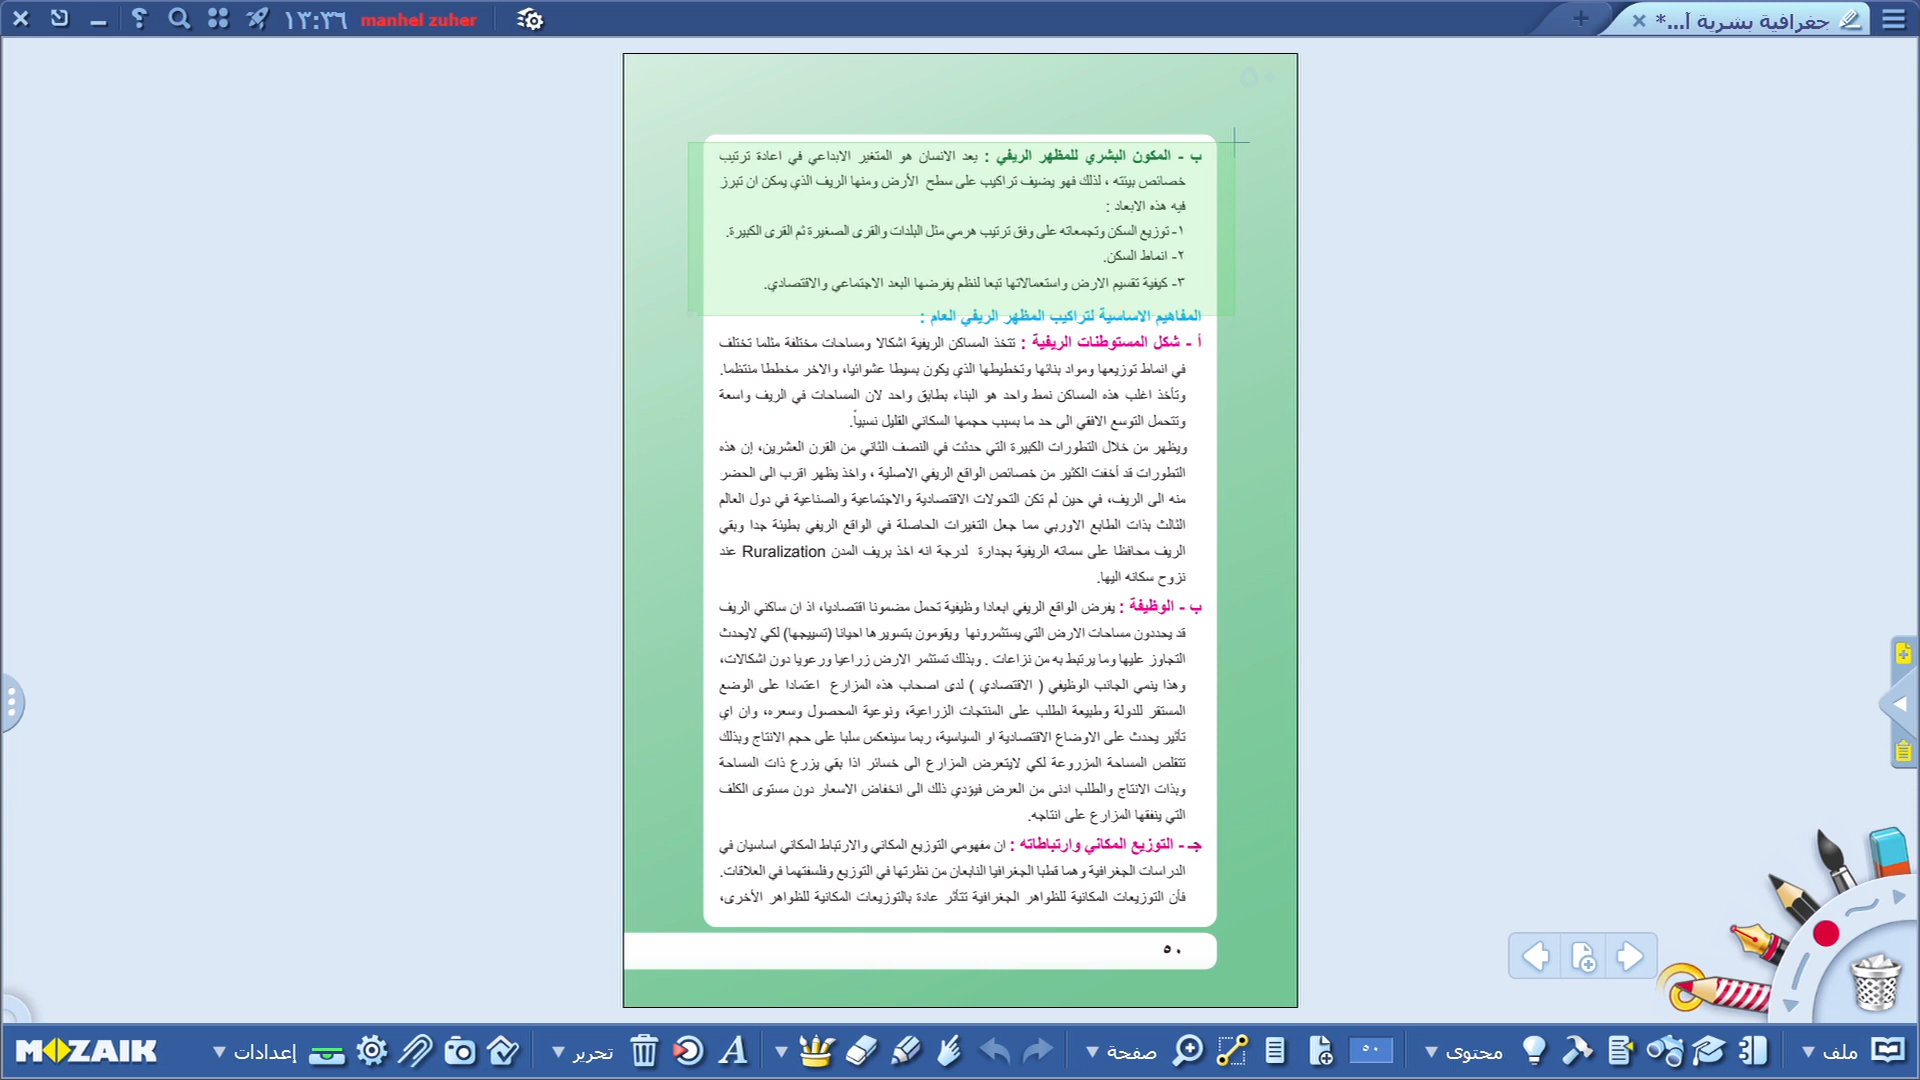 ١٣:٣٦
manhel zuher
جغرافية بشرية آ...*
ب - المكون البشري للمظهر الريفي : يعد الانسان هو المتغير الابداعي في اعادة ترتيب
خصائص بيئته ، لذلك فهو يضيف تراكيب على سطح الأرض ومنها الريف الذي يمكن ان تبرز
فيه هذه الابعاد :
١- توزيع السكن وتجمعاته على وفق ترتيب هرمي مثل البلدات والقرى الصغيرة ثم القرى الكبيرة.
٢- انماط السكن.
٣- كيفية تقسيم الارض واستعمالاتها تبعا لنظم يفرضها البعد الاجتماعي والاقتصادي.
المفاهيم الاساسية لتراكيب المظهر الريفي العام :
أ - شكل المستوطنات الريفية : تتخذ المساكن الريفية اشكالا ومساحات مختلفة مثلما تختلف
في انماط توزيعها ومواد بنائها وتخطيطها الذي يكون بسيطا عشوائيا، والاخر مخططا منتظما.
وتأخذ اغلب هذه المساكن نمط واحد هو البناء بطابق واحد لان المساحات في الريف واسعة
وتتحمل التوسع الافقي الى حد ما بسبب حجمها السكاني القليل نسبياً.
ويظهر من خلال التطورات الكبيرة التي حدثت في النصف الثاني من القرن العشرين، إن هذه
التطورات قد أخفت الكثير من خصائص الواقع الريفي الاصلية ، واخذ يظهر اقرب الى الحضر
منه الى الريف، في حين لم تكن التحولات الاقتصادية والاجتماعية والصناعية في دول العالم
الثالث بذات الطابع الاوربي مما جعل التغيرات الحاصلة في الواقع الريفي بطيئة جدا وبقي
الريف محافظا على سماته الريفية بجدارة لدرجة انه اخذ بريف المدن Ruralization عند
نزوح سكانه اليها.
ب - الوظيفة : يفرض الواقع الريفي ابعادا وظيفية تحمل مضمونا اقتصاديا، اذ ان ساكني الريف
قد يحددون مساحات الارض التي يستثمرونها ويقومون بتسويرها احيانا (تسييجها) لكي لايحدث
التجاوز عليها وما يرتبط به من نزاعات . وبذلك تستثمر الارض زراعيا ورعويا دون اشكالات،
وهذا ينمي الجانب الوظيفي ( الاقتصادي ) لدى اصحاب هذه المزارع اعتمادا على الوضع
المستقر للدولة وطبيعة الطلب على المنتجات الزراعية، ونوعية المحصول وسعره، وان اي
تأثير يحدث على الاوضاع الاقتصادية او السياسية، ربما سينعكس سلبا على حجم الانتاج وبذلك
تتقلص المساحة المزروعة لكي لايتعرض المزارع الى خسائر اذا بقي يزرع ذات المساحة
وبذات الانتاج والطلب ادنى من العرض فيؤدي ذلك الى انخفاض الاسعار دون مستوى الكلف
التي ينفقها المزارع على انتاجه.
جـ - التوزيع المكاني وارتباطاته : ان مفهومي التوزيع المكاني والارتباط المكاني اساسيان في
الدراسات الجغرافية وهما قطبا الجغرافيا النابعان من نظرتها في التوزيع وفلسفتهما في العلاقات.
فأن التوزيعات المكانية للظواهر الجغرافية تتأثر عادة بالتوزيعات المكانية للظواهر الأخرى،
٥٠
ملف
محتوى
٥٠
صفحة
تحرير
إعدادات
MOZAIK